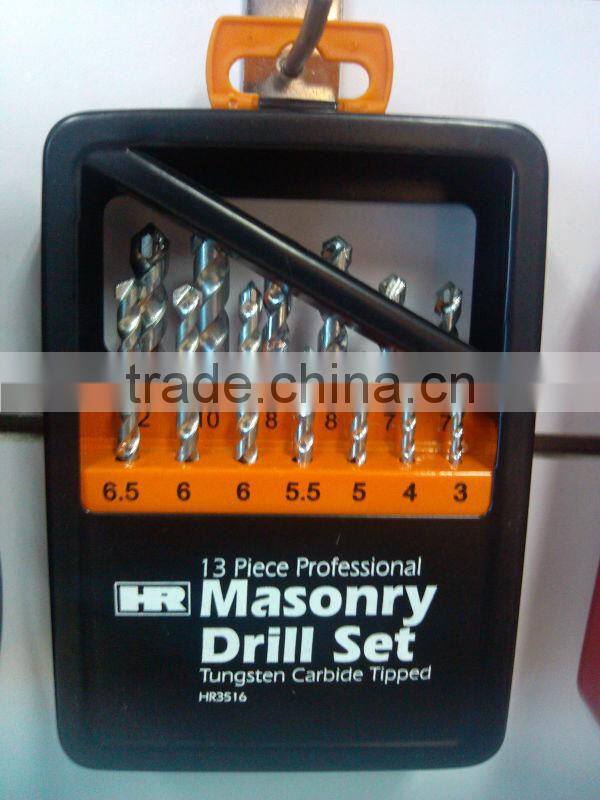 trade.china.cn
2 10 8 8 7 7
6.5 6 6 5.5 5 4 3
13 Piece Professional
HR Masonry
Drill Set
Tungsten Carbide Tipped
HR3516